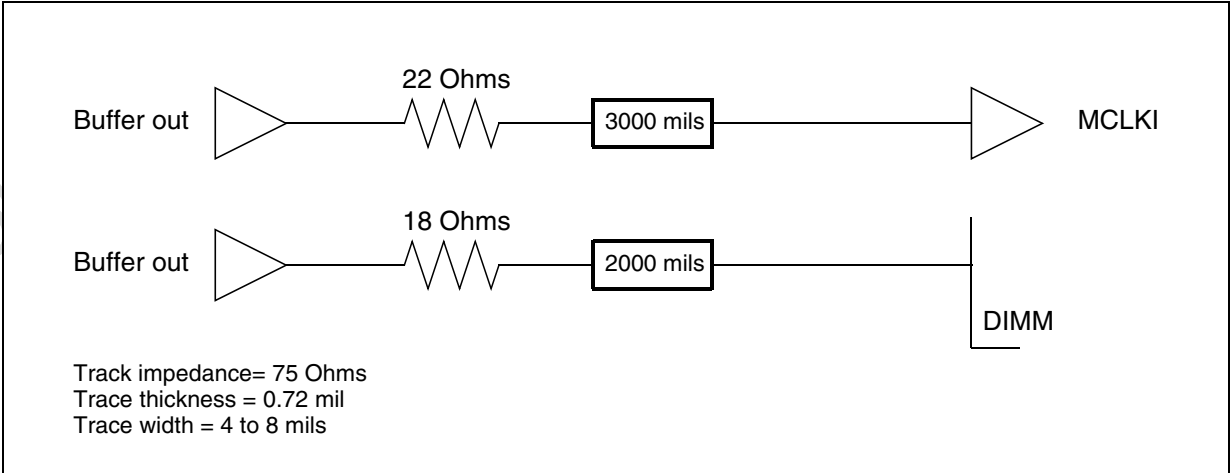 22 Ohms
Buffer out
3000 mils
MCLKI
18 Ohms
Buffer out
2000 mils
DIMM
Track impedance= 75 Ohms
Trace thickness = 0.72 mil
Trace width = 4 to 8 mils